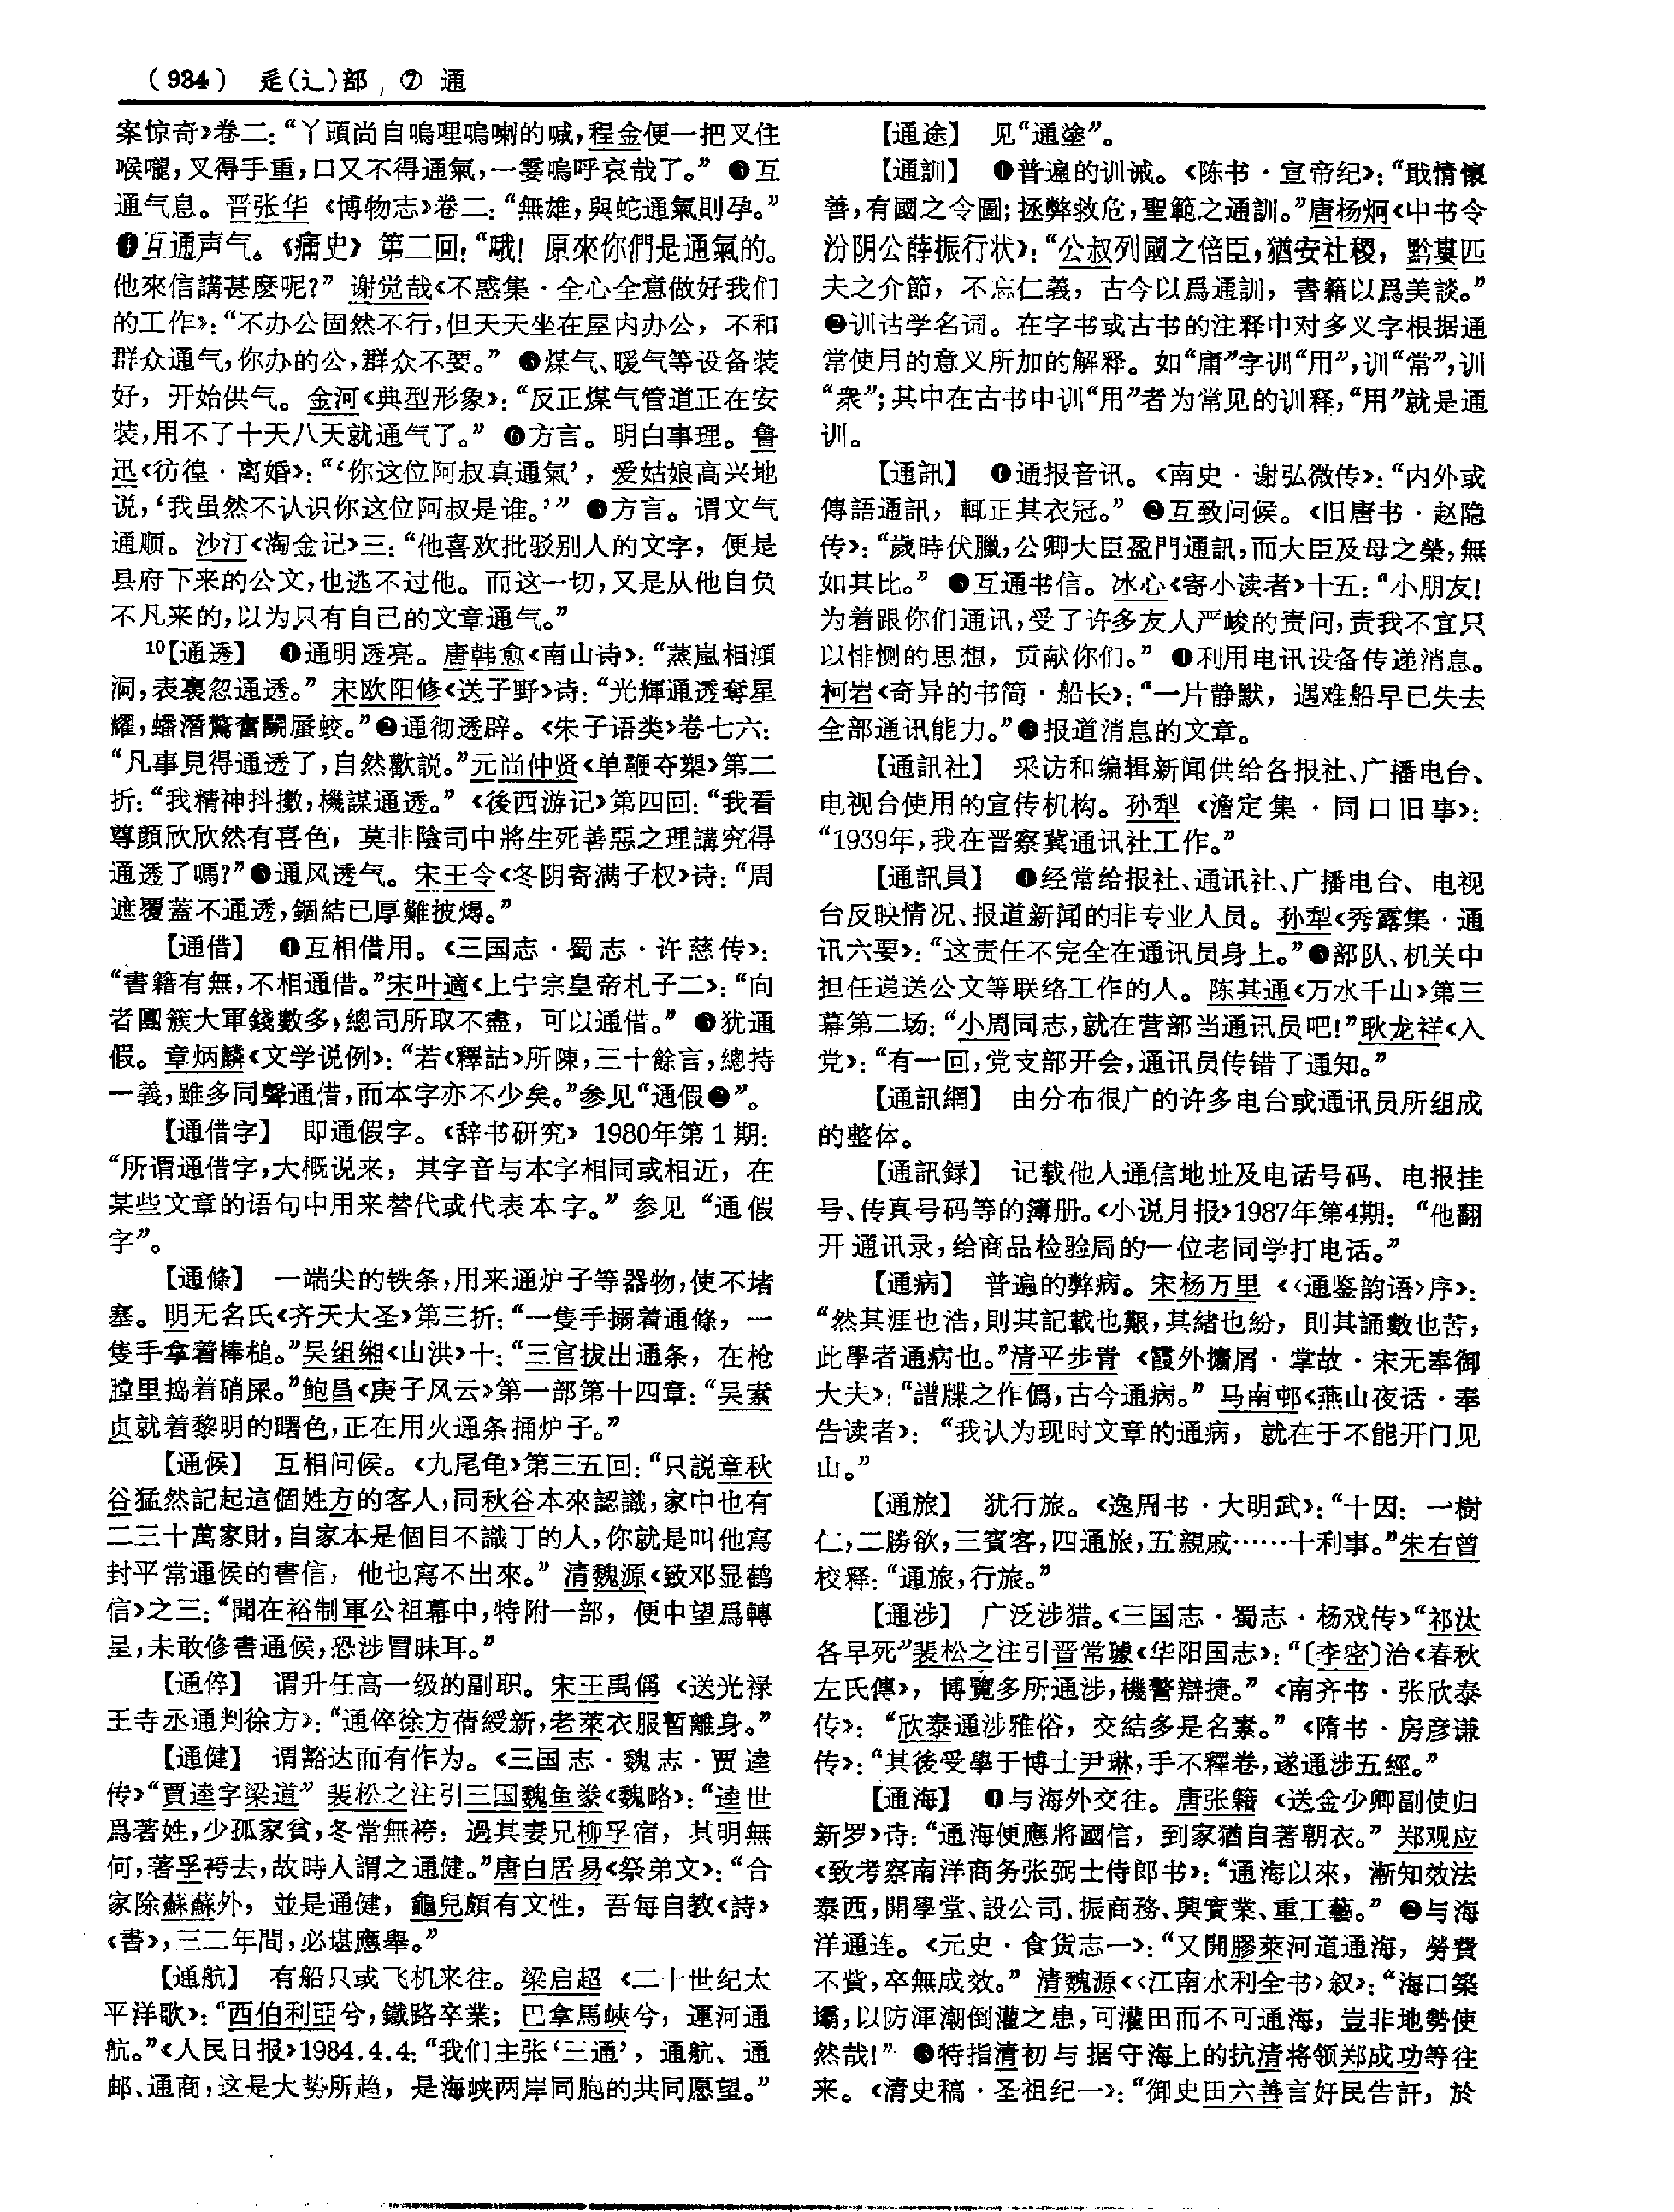 （934） 辵(辶)部，⑦ 通
案惊奇》卷二：“丫頭尚自嗚哩嗚喇的喊，程金便一把叉住
喉嚨，叉得手重，口又不得通氣，一霎嗚呼哀哉了。” ❸互
通气息。晋张华《博物志》卷二：“無雄，與蛇通氣則孕。”
❹互通声气。《痛史》第二回：“哦！原來你們是通氣的。
他來信講甚麽呢？” 谢觉哉《不惑集·全心全意做好我们
的工作》：“不办公固然不行，但天天坐在屋内办公，不和
群众通气，你办的公，群众不要。” ❺煤气、暖气等设备装
好，开始供气。金河《典型形象》：“反正煤气管道正在安
装，用不了十天八天就通气了。” ❻方言。明白事理。鲁
迅《彷徨·离婚》：“‘你这位阿叔真通氣’，爱姑娘高兴地
说，‘我虽然不认识你这位阿叔是谁。’” ❼方言。谓文气
通顺。沙汀《淘金记》三：“他喜欢批驳别人的文字，便是
县府下来的公文，也逃不过他。而这一切，又是从他自负
不凡来的，以为只有自己的文章通气。”
10【通透】 ❶通明透亮。唐韩愈《南山诗》：“蒸嵐相澒
洞，表裏忽通透。” 宋欧阳修《送子野》诗：“光輝通透奪星
耀，蟠潛驚奮鬭蜃蛟。”❷通彻透辟。《朱子语类》卷七六：
“凡事見得通透了，自然歡説。”元尚仲贤《单鞭夺槊》第二
折：“我精神抖擻，機謀通透。”《後西游记》第四回：“我看
尊顔欣欣然有喜色，莫非陰司中將生死善惡之理講究得
通透了嗎？”❸通风透气。宋王令《冬阴寄满子权》诗：“周
遮覆蓋不通透，錮結已厚難披燖。”
【通借】 ❶互相借用。《三国志·蜀志·许慈传》：
“書籍有無，不相通借。”宋叶適《上宁宗皇帝札子二》：“向
者團簇大軍錢數多，總司所取不盡，可以通借。” ❷犹通
假。章炳麟《文学说例》：“若《釋詁》所陳，三十餘言，總持
一義，雖多同聲通借，而本字亦不少矣。”参见“通假❷”。
【通借字】 即通假字。《辞书研究》1980年第1期：
“所谓通借字，大概说来，其字音与本字相同或相近，在
某些文章的语句中用来替代或代表本字。” 参见“通假
字”。
【通條】 一端尖的铁条，用来通炉子等器物，使不堵
塞。明无名氏《齐天大圣》第三折：“一隻手搦着通條，一
隻手拿着棒槌。”吴组缃《山洪》十：“三官拔出通条，在枪
膛里捣着硝屎。”鲍昌《庚子风云》第一部第十四章：“吴素
贞就着黎明的曙色，正在用火通条捅炉子。”
【通候】 互相问候。《九尾龟》第三五回：“只説章秋
谷猛然記起這個姓方的客人，同秋谷本來認識，家中也有
二三十萬家財，自家本是個目不識丁的人，你就是叫他寫
封平常通侯的書信，他也寫不出來。” 清魏源《致邓显鹤
信》之三：“聞在裕制軍公祖幕中，特附一部，便中望爲轉
呈，未敢修書通候，恐涉冒昧耳。”
【通倅】 谓升任高一级的副职。宋王禹偁《送光禄
王寺丞通判徐方》：“通倅徐方蒨綬新，老萊衣服暫離身。”
【通健】 谓豁达而有作为。《三国志·魏志·贾逵
传》“賈逵字梁道” 裴松之注引三国魏鱼豢《魏略》：“逵世
爲著姓，少孤家貧，冬常無袴，過其妻兄柳孚宿，其明無
何，著孚袴去，故時人謂之通健。”唐白居易《祭弟文》：“合
家除蘇蘇外，並是通健，龜兒頗有文性，吾每自教《詩》
《書》，三二年間，必堪應舉。”
【通航】 有船只或飞机来往。梁启超《二十世纪太
平洋歌》：“西伯利亞兮，鐵路卒業；巴拿馬峽兮，運河通
航。”《人民日报》1984.4.4：“我们主张‘三通’，通航、通
邮、通商，这是大势所趋，是海峡两岸同胞的共同愿望。”
【通途】 见“通塗”。
【通訓】 ❶普遍的训诫。《陈书·宣帝纪》：“戢情懷
善，有國之令圖；拯弊救危，聖範之通訓。”唐杨炯《中书令
汾阴公薛振行状》：“公叔列國之倍臣，猶安社稷，黔婁匹
夫之介節，不忘仁義，古今以爲通訓，書籍以爲美談。”
❷训诂学名词。在字书或古书的注释中对多义字根据通
常使用的意义所加的解释。如“庸”字训“用”，训“常”，训
“衆”；其中在古书中训“用”者为常见的训释，“用”就是通
训。
【通訊】 ❶通报音讯。《南史·谢弘微传》：“内外或
傳語通訊，輒正其衣冠。” ❷互致问候。《旧唐书·赵隐
传》：“歲時伏臘，公卿大臣盈門通訊，而大臣及母之榮，無
如其比。” ❸互通书信。冰心《寄小读者》十五：“小朋友！
为着跟你们通讯，受了许多友人严峻的责问，责我不宜只
以悱恻的思想，贡献你们。” ❹利用电讯设备传递消息。
柯岩《奇异的书简·船长》：“一片静默，遇难船早已失去
全部通讯能力。”❺报道消息的文章。
【通訊社】 采访和编辑新闻供给各报社、广播电台、
电视台使用的宣传机构。孙犁《澹定集·同口旧事》：
“1939年，我在晋察冀通讯社工作。”
【通訊員】 ❶经常给报社、通讯社、广播电台、电视
台反映情况、报道新闻的非专业人员。孙犁《秀露集·通
讯六要》：“这责任不完全在通讯员身上。”❷部队、机关中
担任递送公文等联络工作的人。陈其通《万水千山》第三
幕第二场：“小周同志，就在营部当通讯员吧！”耿龙祥《入
党》：“有一回，党支部开会，通讯员传错了通知。”
【通訊網】 由分布很广的许多电台或通讯员所组成
的整体。
【通訊録】 记载他人通信地址及电话号码、电报挂
号、传真号码等的簿册。《小说月报》1987年第4期：“他翻
开通讯录，给商品检验局的一位老同学打电话。”
【通病】 普遍的弊病。宋杨万里《〈通鉴韵语〉序》：
“然其涯也浩，則其記載也艱，其緒也紛，則其誦數也苦，
此學者通病也。”清平步青《霞外攟屑·掌故·宋无奉御
大夫》：“譜牒之作僞，古今通病。” 马南邨《燕山夜话·奉
告读者》：“我认为现时文章的通病，就在于不能开门见
山。”
【通旅】 犹行旅。《逸周书·大明武》：“十因：一樹
仁，二勝欲，三賓客，四通旅，五親戚……十利事。”朱右曾
校释：“通旅，行旅。”
【通涉】 广泛涉猎。《三国志·蜀志·杨戏传》“祁汰
各早死”裴松之注引晋常璩《华阳国志》：“〔李密〕治《春秋
左氏傳》，博覽多所通涉，機警辯捷。”《南齐书·张欣泰
传》：“欣泰通涉雅俗，交結多是名素。”《隋书·房彦谦
传》：“其後受學于博士尹琳，手不釋卷，遂通涉五經。”
【通海】 ❶与海外交往。唐张籍《送金少卿副使归
新罗》诗：“通海便應將國信，到家猶自著朝衣。” 郑观应
《致考察南洋商务张弼士侍郎书》：“通海以來，漸知效法
泰西，開學堂、設公司、振商務、興實業、重工藝。” ❷与海
洋通连。《元史·食货志一》：“又開膠萊河道通海，勞費
不貲，卒無成效。” 清魏源《〈江南水利全书〉叙》：“海口築
壩，以防渾潮倒灌之患，可灌田而不可通海，豈非地勢使
然哉！” ❸特指清初与据守海上的抗清将领郑成功等往
来。《清史稿·圣祖纪一》：“御史田六善言奸民告訐，於